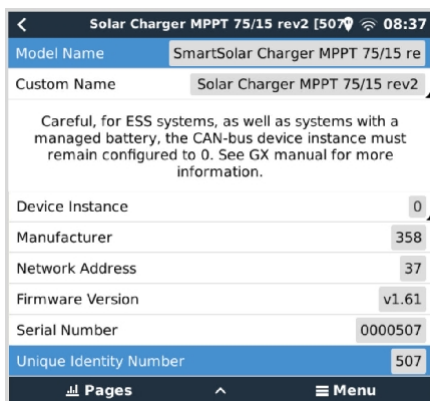 Solar Charger MPPT 75/15 rev2 [507 08:37
Model Name SmartSolar Charger MPPT 75/15 re
Custom Name Solar Charger MPPT 75/15 rev2
Careful, for ESS systems, as well as systems with a
managed battery, the CAN-bus device instance must
remain configured to 0. See GX manual for more
information.
Device Instance 0
Manufacturer 358
Network Address 37
Firmware Version v1.61
Serial Number 0000507
Unique Identity Number 507
Pages Menu